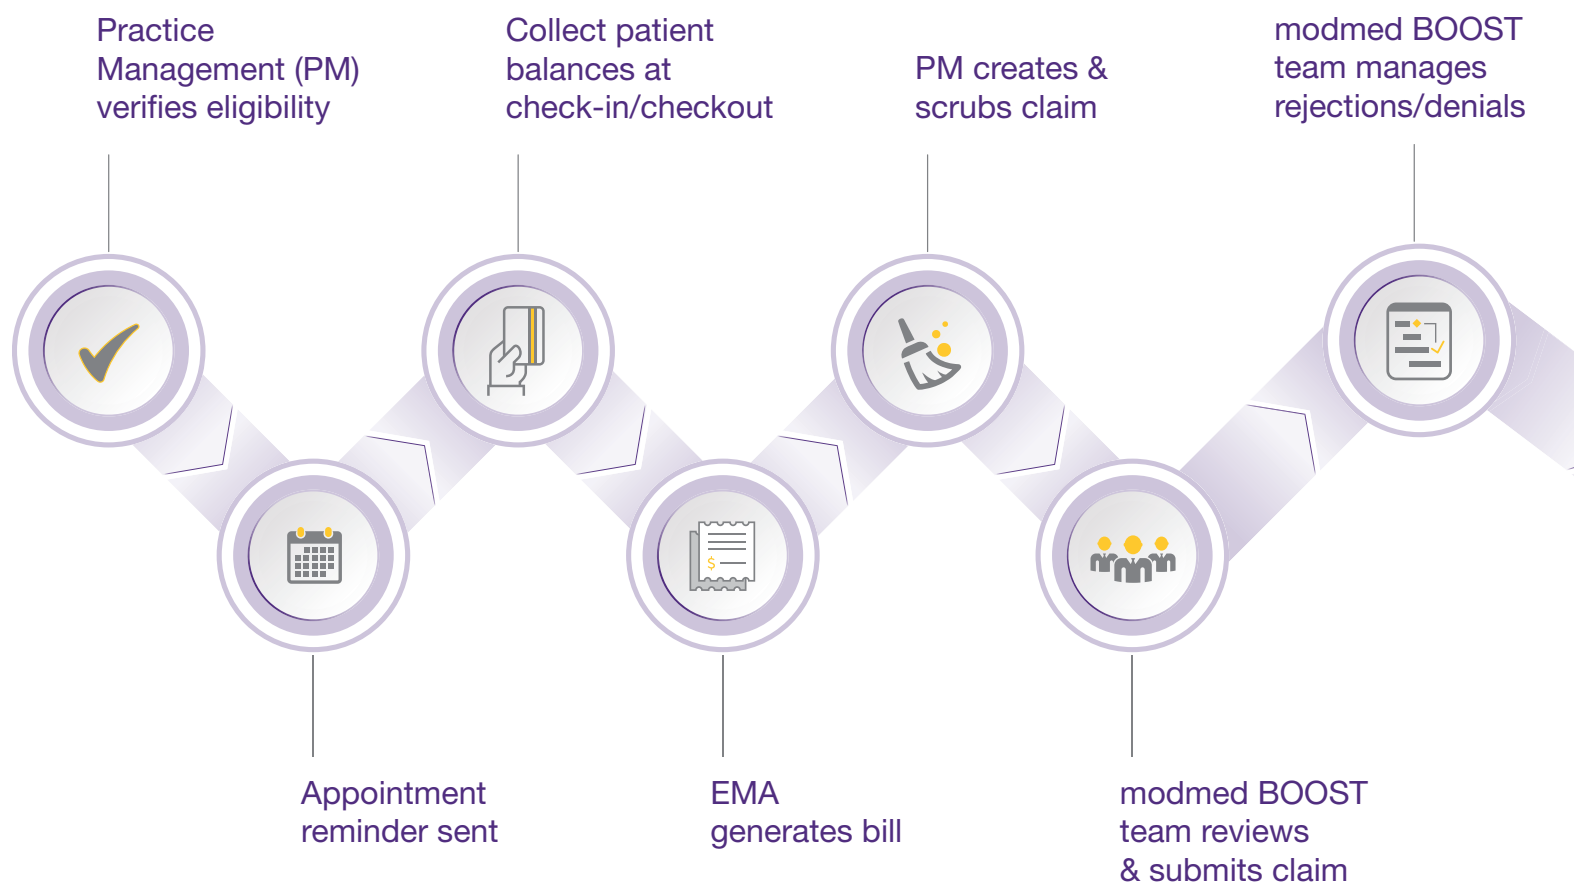 Practice
Management (PM)
verifies eligibility
Appointment
reminder sent
Collect patient
balances at
check-in/checkout
EMA
generates bill
$
PM creates &
scrubs claim
modmed BOOST
team reviews
& submits claim
modmed BOOST
team manages
rejections/denials